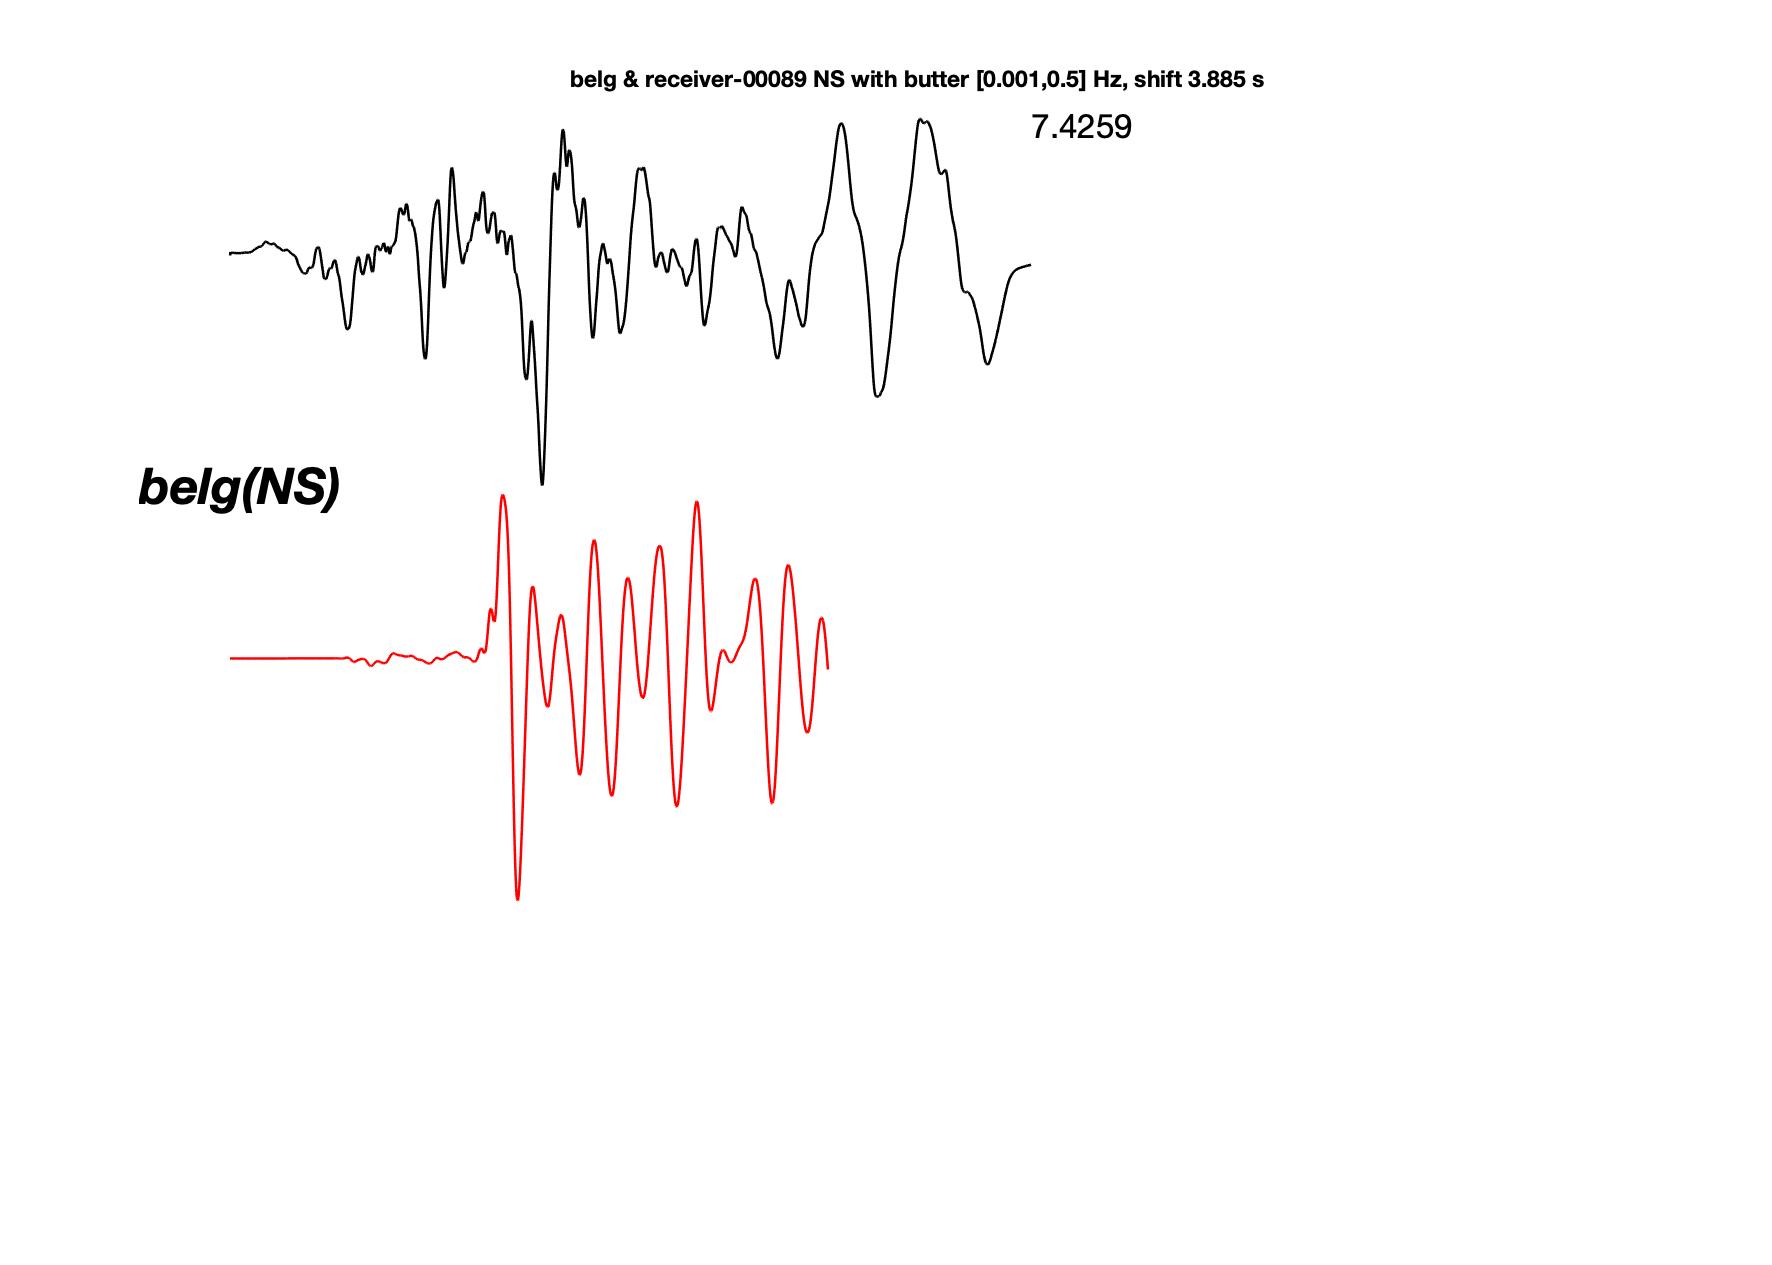 belg & receiver-00089 NS with butter [0.001,0.5] Hz, shift 3.885 s
7.4259
belg(NS)